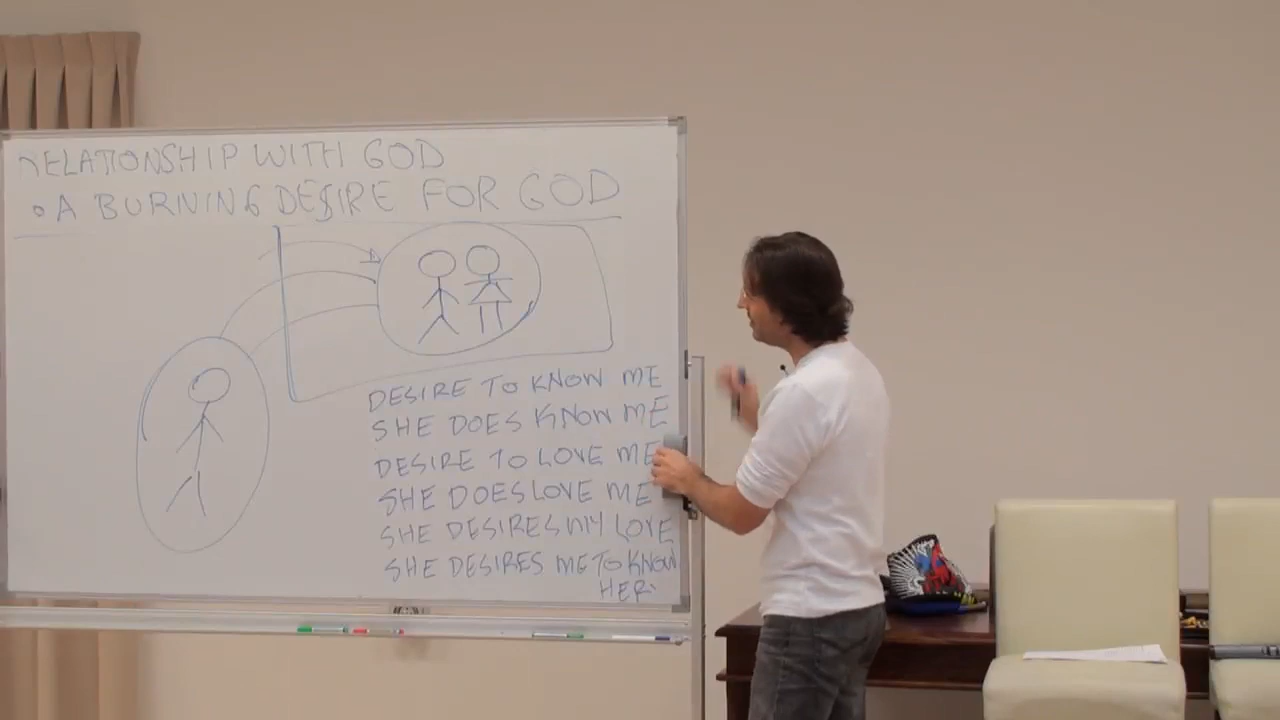 RELATIONSHIP WITH GOD
• A BURNING DESIRE FOR GOD
DESIRE TO KNOW ME
SHE DOES KNOW ME
DESIRE TO LOVE ME
SHE DOES LOVE ME
SHE DESIRES MY LOVE
SHE DESIRES ME TO KNOW
HER